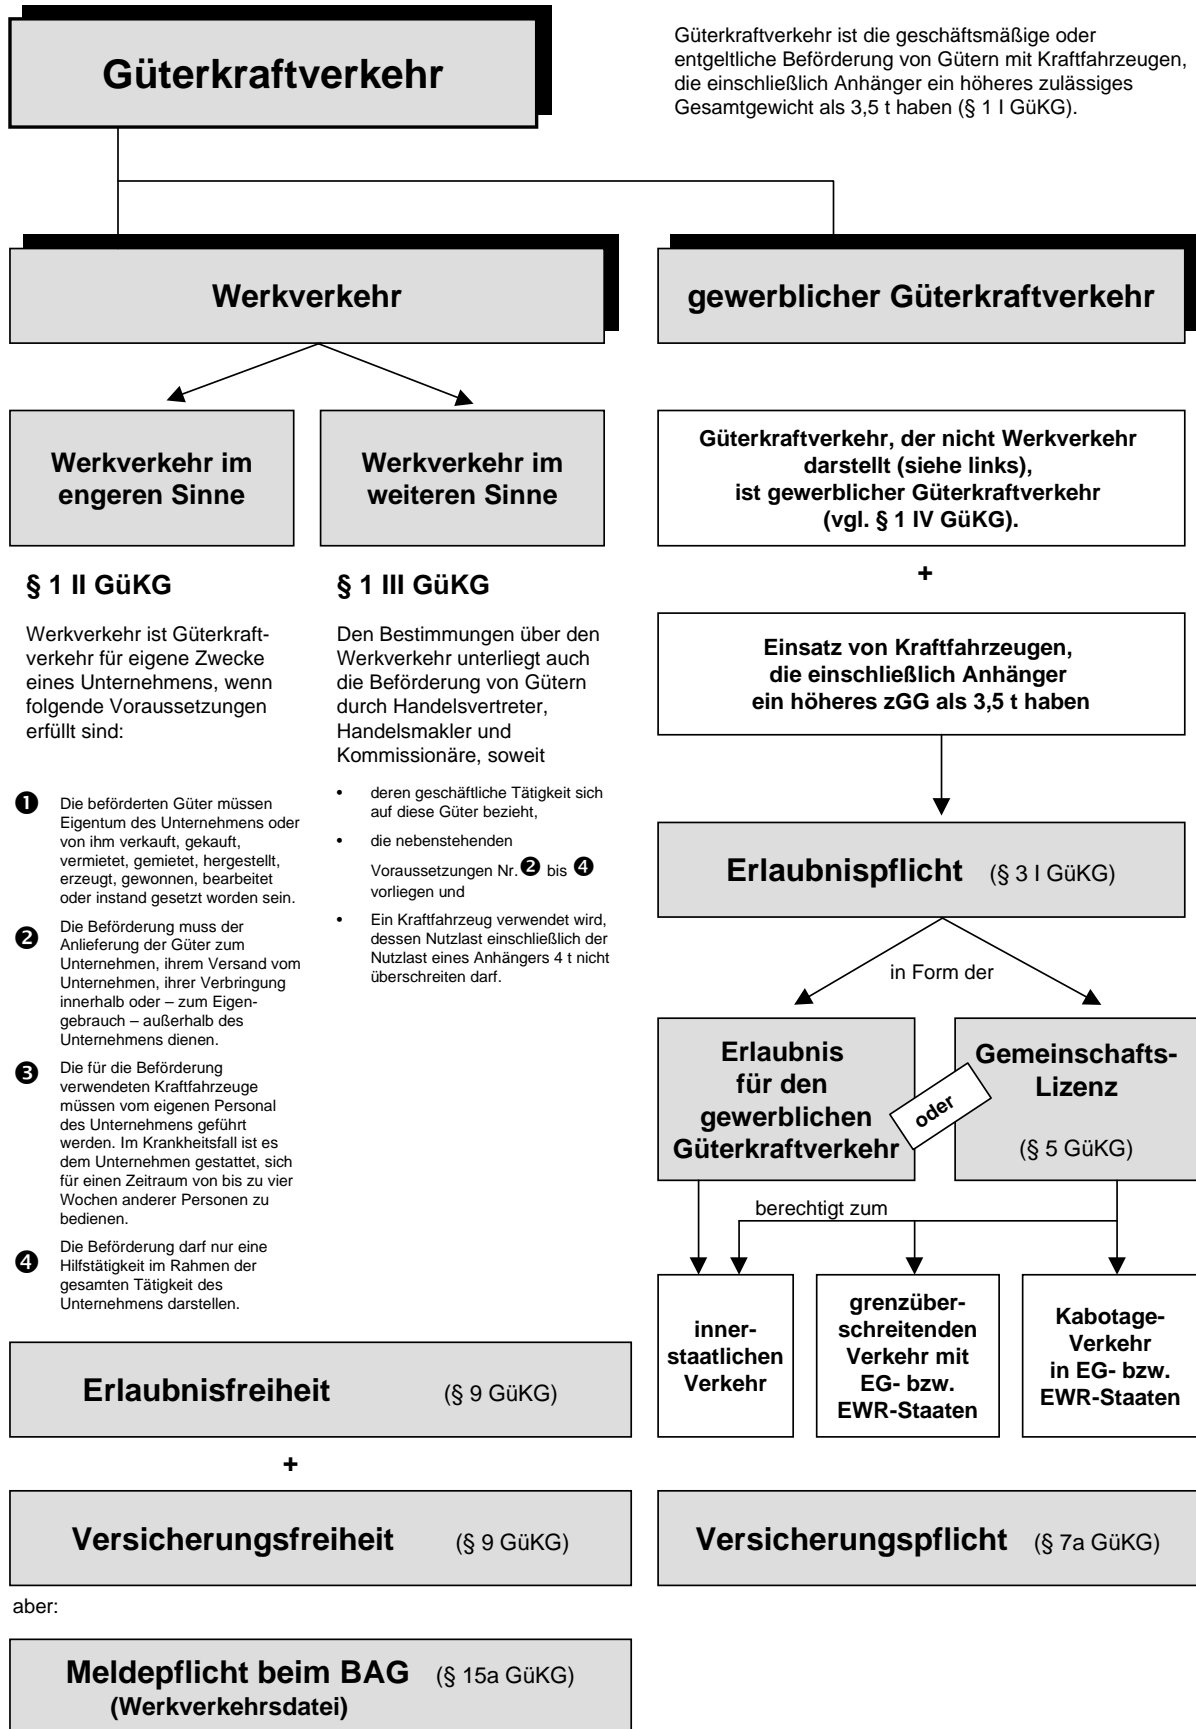 Güterkraftverkehr
Güterkraftverkehr ist die geschäftsmäßige oder
entgeltliche Beförderung von Gütern mit Kraftfahrzeugen,
die einschließlich Anhänger ein höheres zulässiges
Gesamtgewicht als 3,5 t haben (§ 1 I GüKG).
Werkverkehr
gewerblicher Güterkraftverkehr
Werkverkehr im
engeren Sinne
Werkverkehr im
weiteren Sinne
§ 1 II GüKG
Werkverkehr ist Güterkraft-
verkehr für eigene Zwecke
eines Unternehmens, wenn
folgende Voraussetzungen
erfüllt sind:
❶ Die beförderten Güter müssen
Eigentum des Unternehmens oder
von ihm verkauft, gekauft,
vermietet, gemietet, hergestellt,
erzeugt, gewonnen, bearbeitet
oder instand gesetzt worden sein.
❷ Die Beförderung muss der
Anlieferung der Güter zum
Unternehmen, ihrem Versand vom
Unternehmen, ihrer Verbringung
innerhalb oder – zum Eigen-
gebrauch – außerhalb des
Unternehmens dienen.
❸ Die für die Beförderung
verwendeten Kraftfahrzeuge
müssen vom eigenen Personal
des Unternehmens geführt
werden. Im Krankheitsfall ist es
dem Unternehmen gestattet, sich
für einen Zeitraum von bis zu vier
Wochen anderer Personen zu
bedienen.
❹ Die Beförderung darf nur eine
Hilfstätigkeit im Rahmen der
gesamten Tätigkeit des
Unternehmens darstellen.
§ 1 III GüKG
Den Bestimmungen über den
Werkverkehr unterliegt auch
die Beförderung von Gütern
durch Handelsvertreter,
Handelsmakler und
Kommissionäre, soweit
• deren geschäftliche Tätigkeit sich
auf diese Güter bezieht,
• die nebenstehenden
Voraussetzungen Nr. ❷ bis ❹
vorliegen und
• Ein Kraftfahrzeug verwendet wird,
dessen Nutzlast einschließlich der
Nutzlast eines Anhängers 4 t nicht
überschreiten darf.
Erlaubnisfreiheit (§ 9 GüKG)
+
Versicherungsfreiheit (§ 9 GüKG)
aber:
Meldepflicht beim BAG (§ 15a GüKG)
(Werkverkehrsdatei)
Güterkraftverkehr, der nicht Werkverkehr
darstellt (siehe links),
ist gewerblicher Güterkraftverkehr
(vgl. § 1 IV GüKG).
+
Einsatz von Kraftfahrzeugen,
die einschließlich Anhänger
ein höheres zGG als 3,5 t haben
Erlaubnispflicht (§ 3 I GüKG)
in Form der
Erlaubnis
für den
gewerblichen
Güterkraftverkehr
oder
Gemeinschafts-
Lizenz
(§ 5 GüKG)
berechtigt zum
inner-
staatlichen
Verkehr
grenzüber-
schreitenden
Verkehr mit
EG- bzw.
EWR-Staaten
Kabotage-
Verkehr
in EG- bzw.
EWR-Staaten
Versicherungspflicht (§ 7a GüKG)